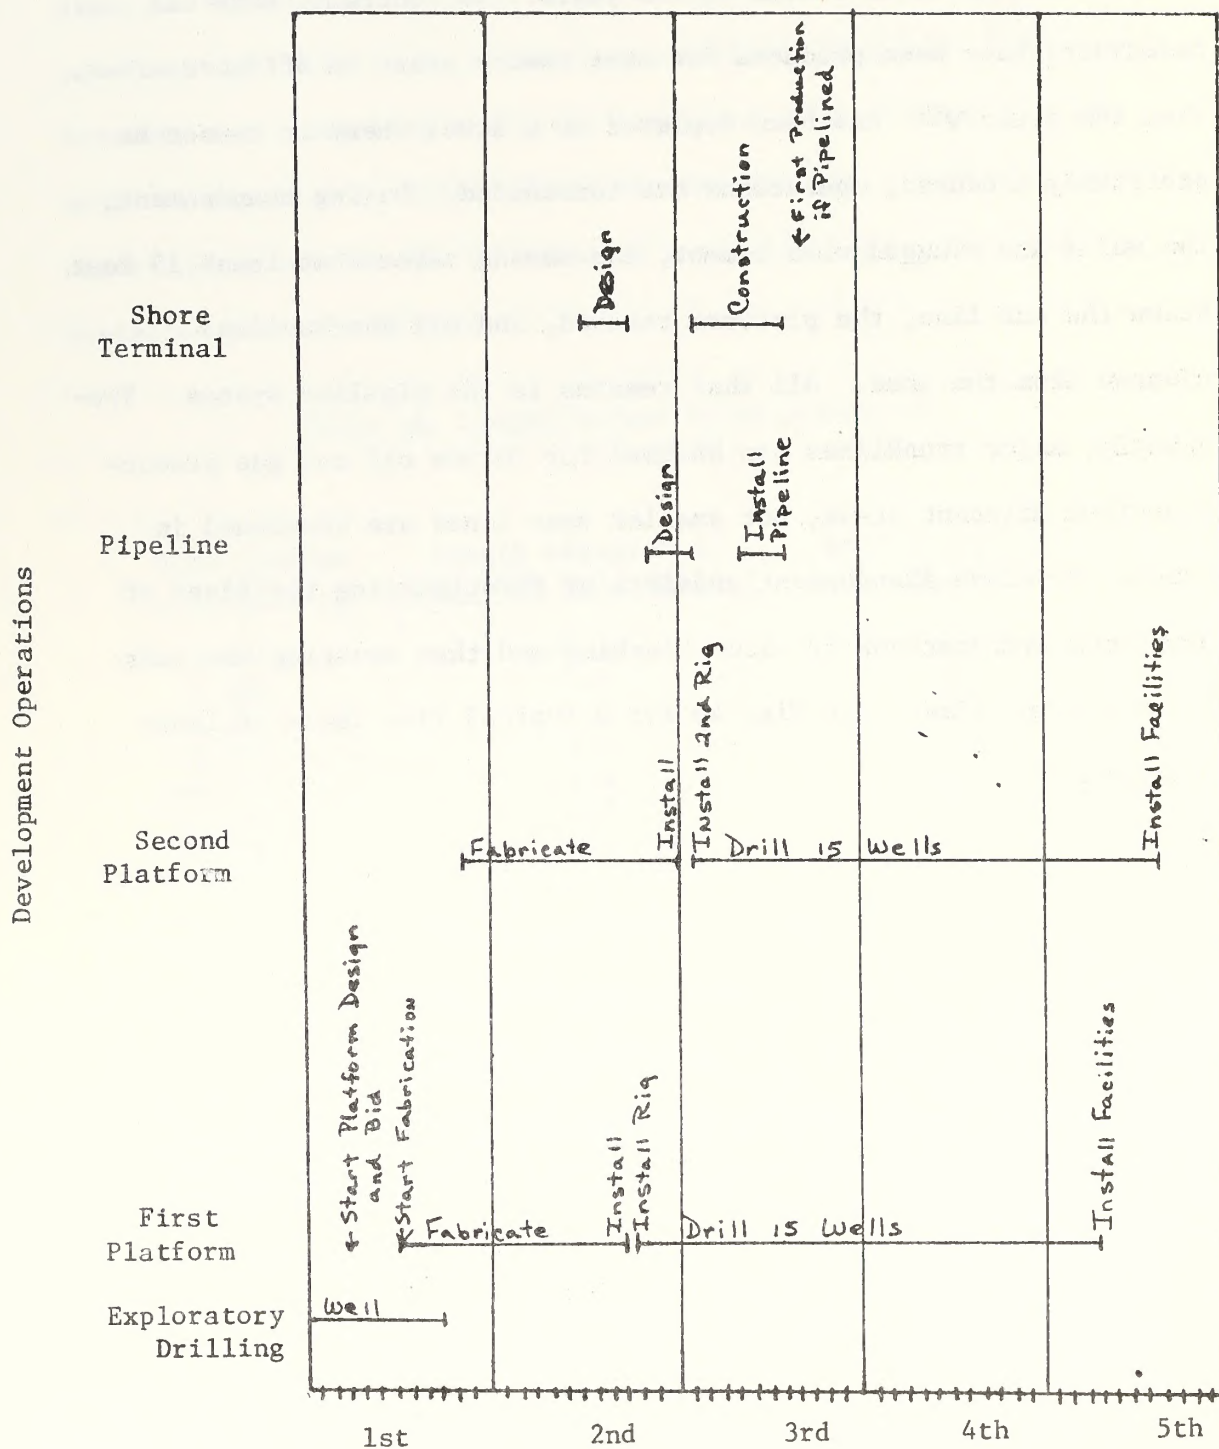 Development Operations
Shore
Terminal
Design
Construction
←First Production
if Pipelined
Pipeline
Design
Install
Pipeline
Second
Platform
Fabricate
Install
Install 2nd Rig
Drill 15 Wells
Install Facilities
First
Platform
← Start Platform Design
and Bid
←Start Fabrication
Fabricate
Install
Install Rig
Drill 15 Wells
Install Facilities
Exploratory
Drilling
Well
1st
2nd
3rd
4th
5th